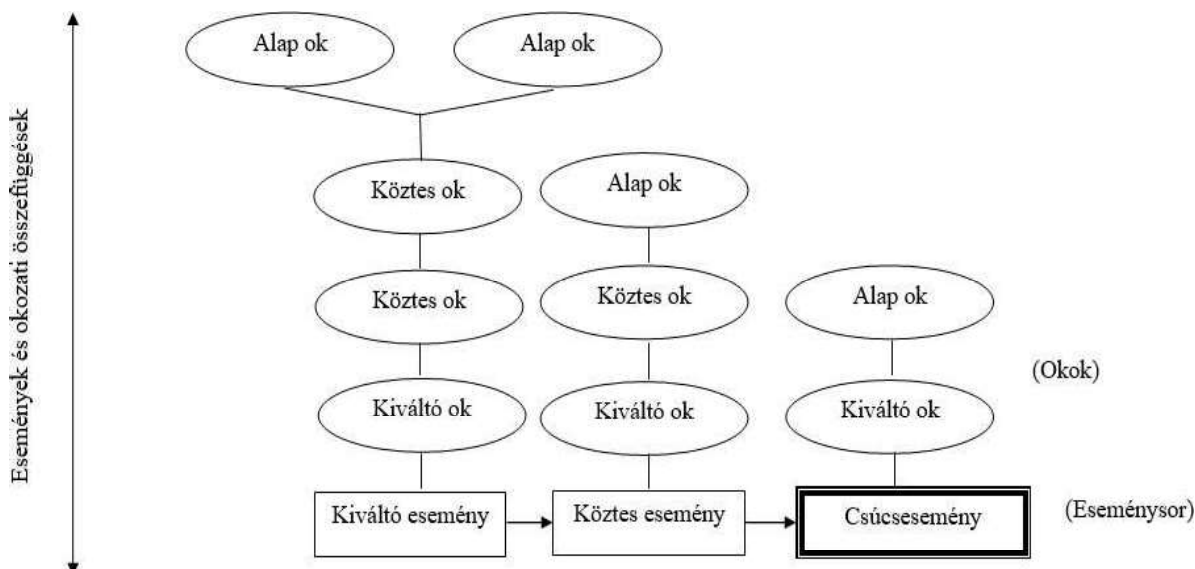 Alap ok
Alap ok
Események és okozati összefüggések
Köztes ok
Alap ok
Köztes ok
Köztes ok
Alap ok
(Okok)
Kiváltó ok
Kiváltó ok
Kiváltó ok
Kiváltó esemény
Köztes esemény
Csúcsesemény
(Eseménysor)